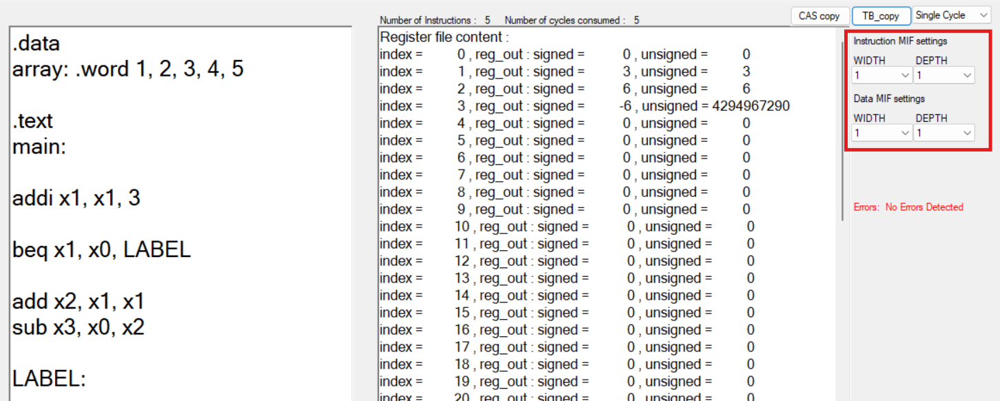 Number of Instructions : 5 Number of cycles consumed : 5 CAS copy TB_copy Single Cycle
.data
array: .word 1, 2, 3, 4, 5
.text
main:
addi x1, x1, 3
beq x1, x0, LABEL
add x2, x1, x1
sub x3, x0, x2
LABEL:
Register file content :
index = 0 , reg_out : signed = 0 , unsigned = 0
index = 1 , reg_out : signed = 3 , unsigned = 3
index = 2 , reg_out : signed = 6 , unsigned = 6
index = 3 , reg_out : signed = -6 , unsigned = 4294967290
index = 4 , reg_out : signed = 0 , unsigned = 0
index = 5 , reg_out : signed = 0 , unsigned = 0
index = 6 , reg_out : signed = 0 , unsigned = 0
index = 7 , reg_out : signed = 0 , unsigned = 0
index = 8 , reg_out : signed = 0 , unsigned = 0
index = 9 , reg_out : signed = 0 , unsigned = 0
index = 10 , reg_out : signed = 0 , unsigned = 0
index = 11 , reg_out : signed = 0 , unsigned = 0
index = 12 , reg_out : signed = 0 , unsigned = 0
index = 13 , reg_out : signed = 0 , unsigned = 0
index = 14 , reg_out : signed = 0 , unsigned = 0
index = 15 , reg_out : signed = 0 , unsigned = 0
index = 16 , reg_out : signed = 0 , unsigned = 0
index = 17 , reg_out : signed = 0 , unsigned = 0
index = 18 , reg_out : signed = 0 , unsigned = 0
index = 19 , reg_out : signed = 0 , unsigned = 0
index = 20 , reg_out : signed = 0 , unsigned = 0
Instruction MIF settings
WIDTH DEPTH
1 1
Data MIF settings
WIDTH DEPTH
1 1
Errors: No Errors Detected